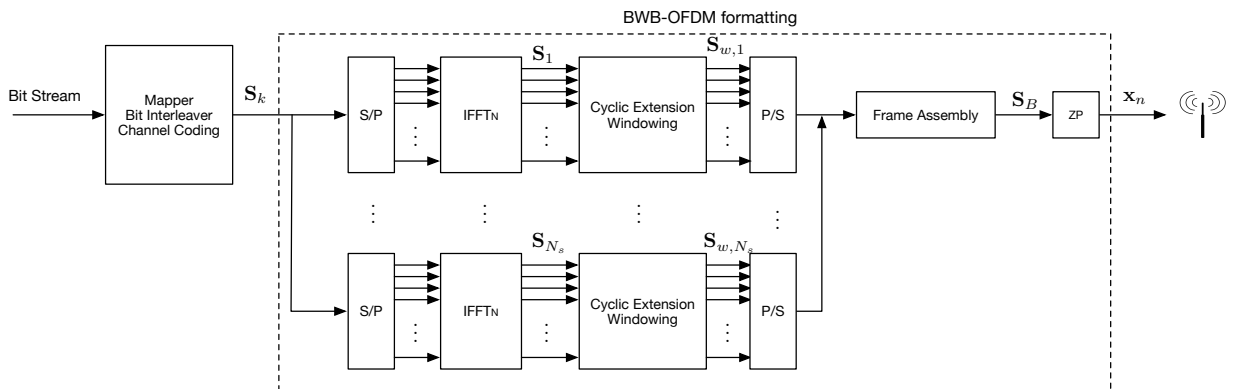 BWB-OFDM formatting
Bit Stream
Mapper
Bit Interleaver
Channel Coding
S_k
S/P
IFFT_N
S_1
Cyclic Extension
Windowing
S_{w,1}
P/S
Frame Assembly
S_B
ZP
x_n
S/P
IFFT_N
S_{N_s}
Cyclic Extension
Windowing
S_{w,N_s}
P/S